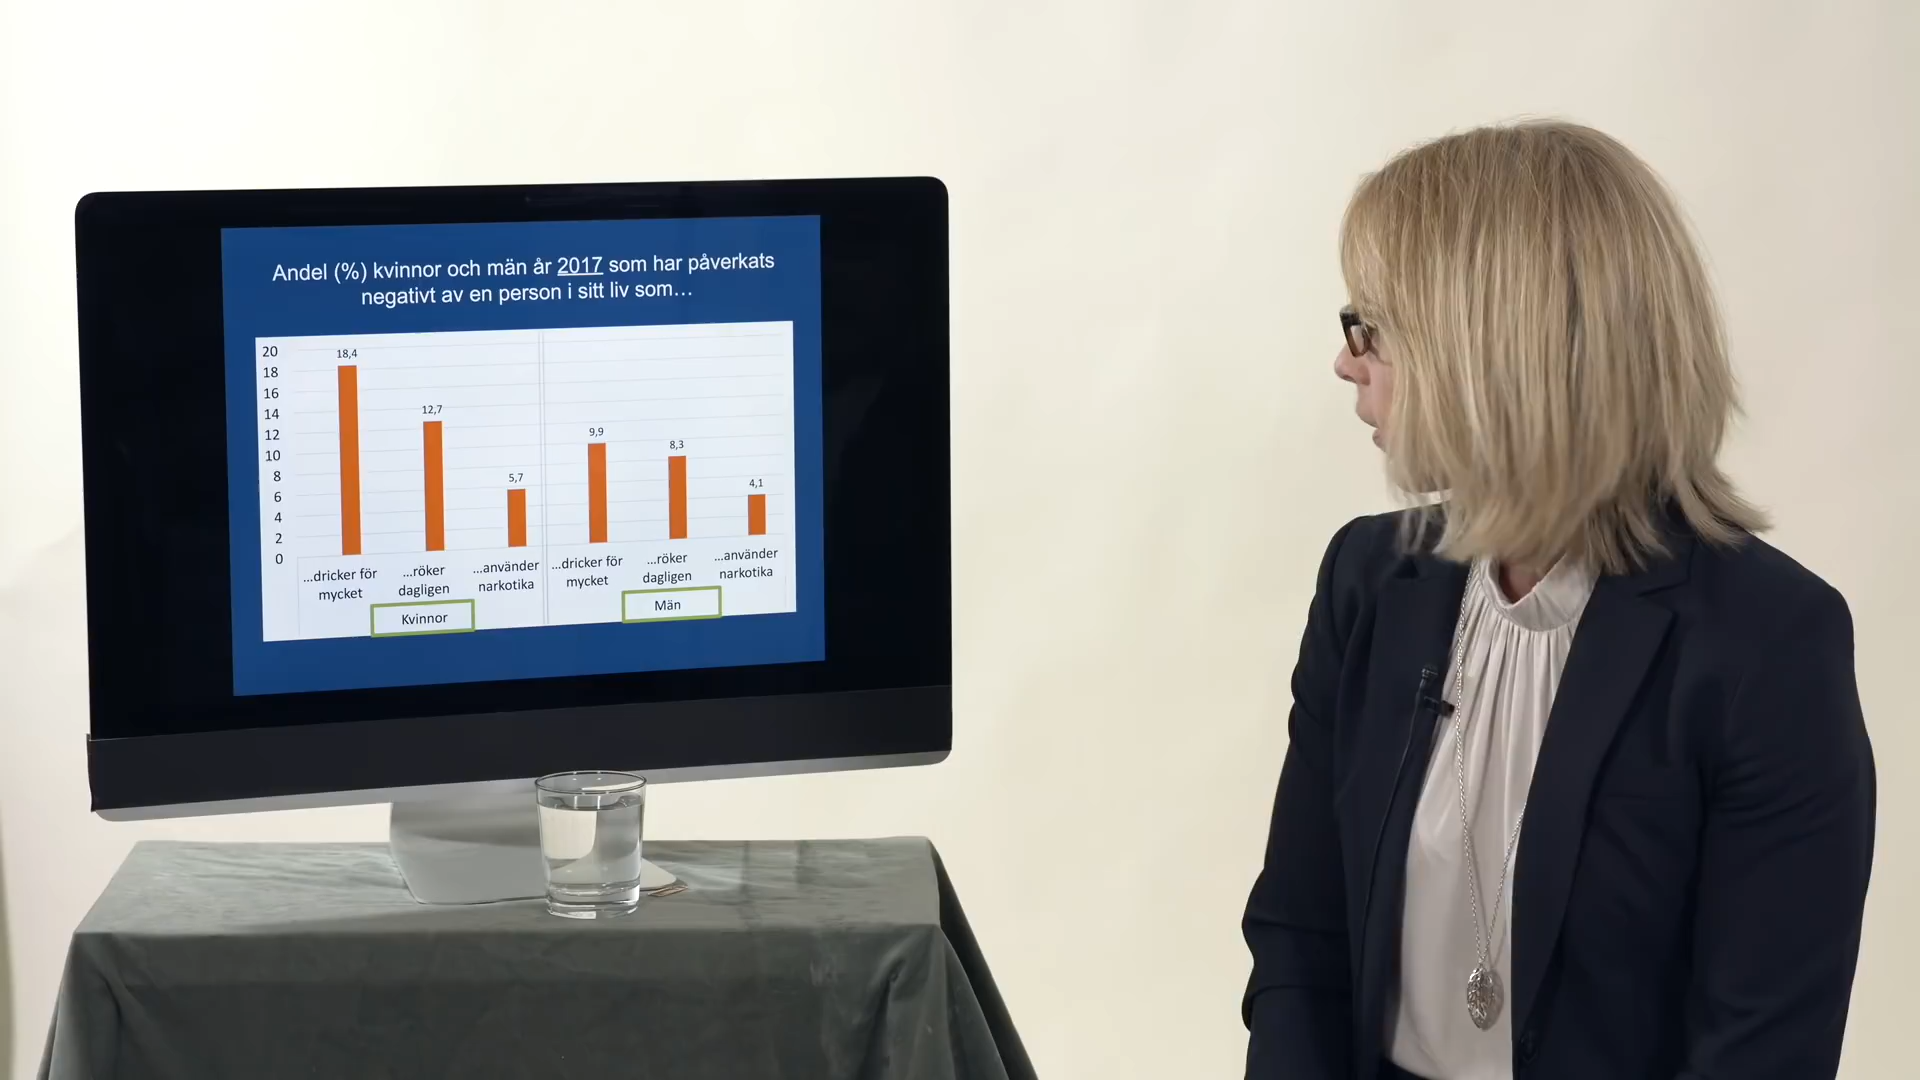 Andel (%) kvinnor och män år 2017 som har påverkats
negativt av en person i sitt liv som…
20
18
16
14
12
10
8
6
4
2
0
18,4
12,7
5,7
9,9
8,3
4,1
…dricker för
mycket
…röker
dagligen
…använder
narkotika
…dricker för
mycket
…röker
dagligen
…använder
narkotika
Kvinnor
Män